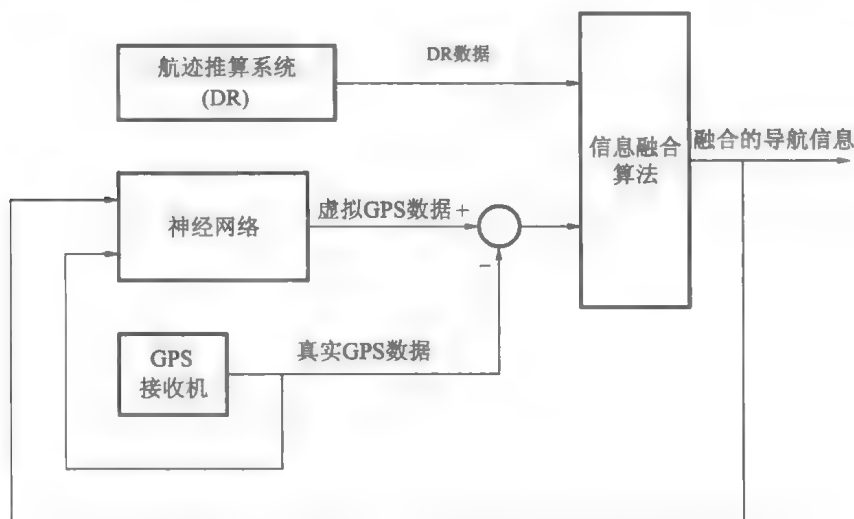 航迹推算系统
(DR)
DR数据
信息融合
算法
融合的导航信息
神经网络
虚拟GPS数据 +
−
GPS
接收机
真实GPS数据